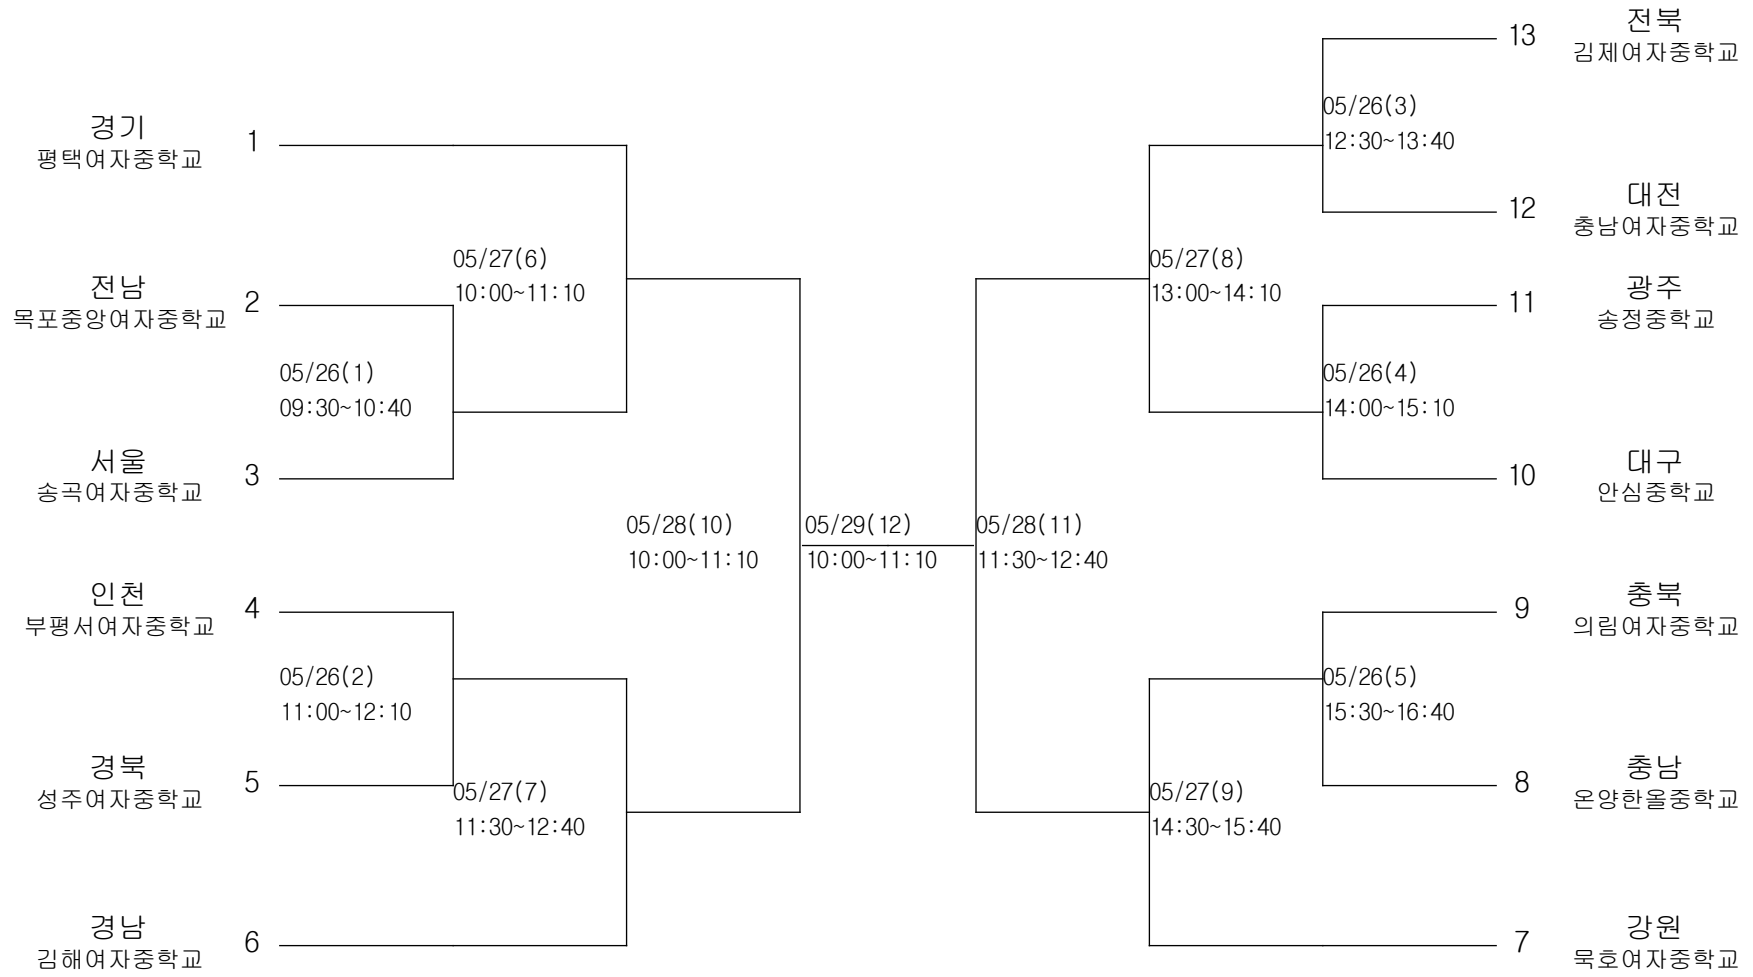 경기
평택여자중학교
1
전남
목포중앙여자중학교
2
서울
송곡여자중학교
3
인천
부평서여자중학교
4
경북
성주여자중학교
5
경남
김해여자중학교
6
05/26(1)
09:30~10:40
05/26(2)
11:00~12:10
05/27(6)
10:00~11:10
05/27(7)
11:30~12:40
05/28(10)
10:00~11:10
05/29(12)
10:00~11:10
05/28(11)
11:30~12:40
05/27(8)
13:00~14:10
05/27(9)
14:30~15:40
05/26(3)
12:30~13:40
05/26(4)
14:00~15:10
05/26(5)
15:30~16:40
13
전북
김제여자중학교
12
대전
충남여자중학교
11
광주
송정중학교
10
대구
안심중학교
9
충북
의림여자중학교
8
충남
온양한올중학교
7
강원
묵호여자중학교